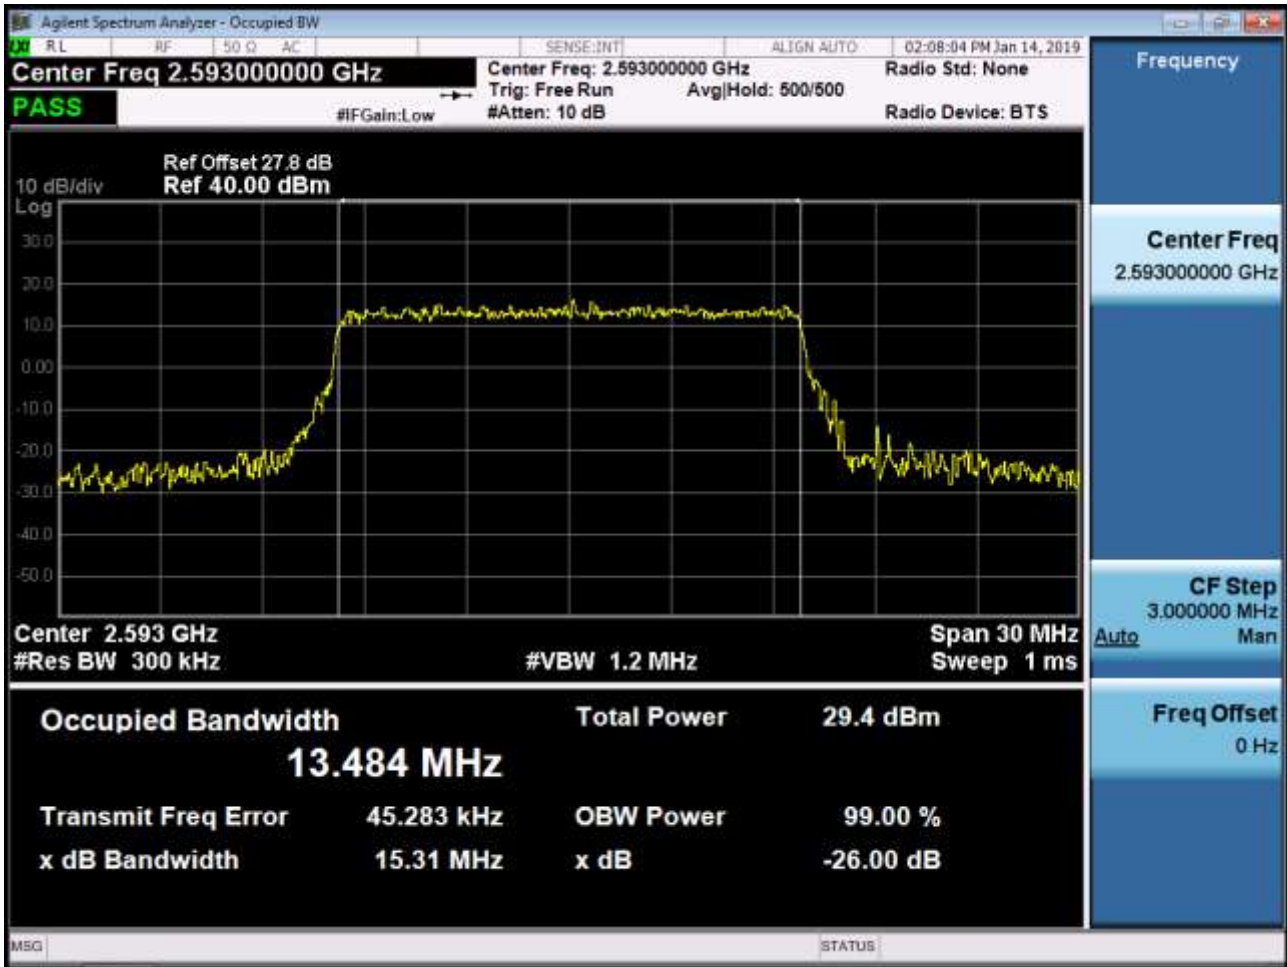 Agilent Spectrum Analyzer - Occupied BW
LXI RL RF 50 Ω AC SENSE:INT ALIGN AUTO 02:08:04 PM Jan 14, 2019
Center Freq 2.593000000 GHz
Center Freq: 2.593000000 GHz Radio Std: None
Trig: Free Run Avg|Hold: 500/500
PASS
#IFGain:Low #Atten: 10 dB Radio Device: BTS
Frequency
Ref Offset 27.8 dB
10 dB/div Ref 40.00 dBm
Log
30.0
20.0
10.0
0.00
-10.0
-20.0
-30.0
-40.0
-50.0
Center 2.593 GHz Span 30 MHz
#Res BW 300 kHz #VBW 1.2 MHz Sweep 1 ms
Center Freq
2.593000000 GHz
CF Step
3.000000 MHz
Auto Man
Freq Offset
0 Hz
Occupied Bandwidth Total Power 29.4 dBm
13.484 MHz
Transmit Freq Error 45.283 kHz OBW Power 99.00 %
x dB Bandwidth 15.31 MHz x dB -26.00 dB
MSG STATUS